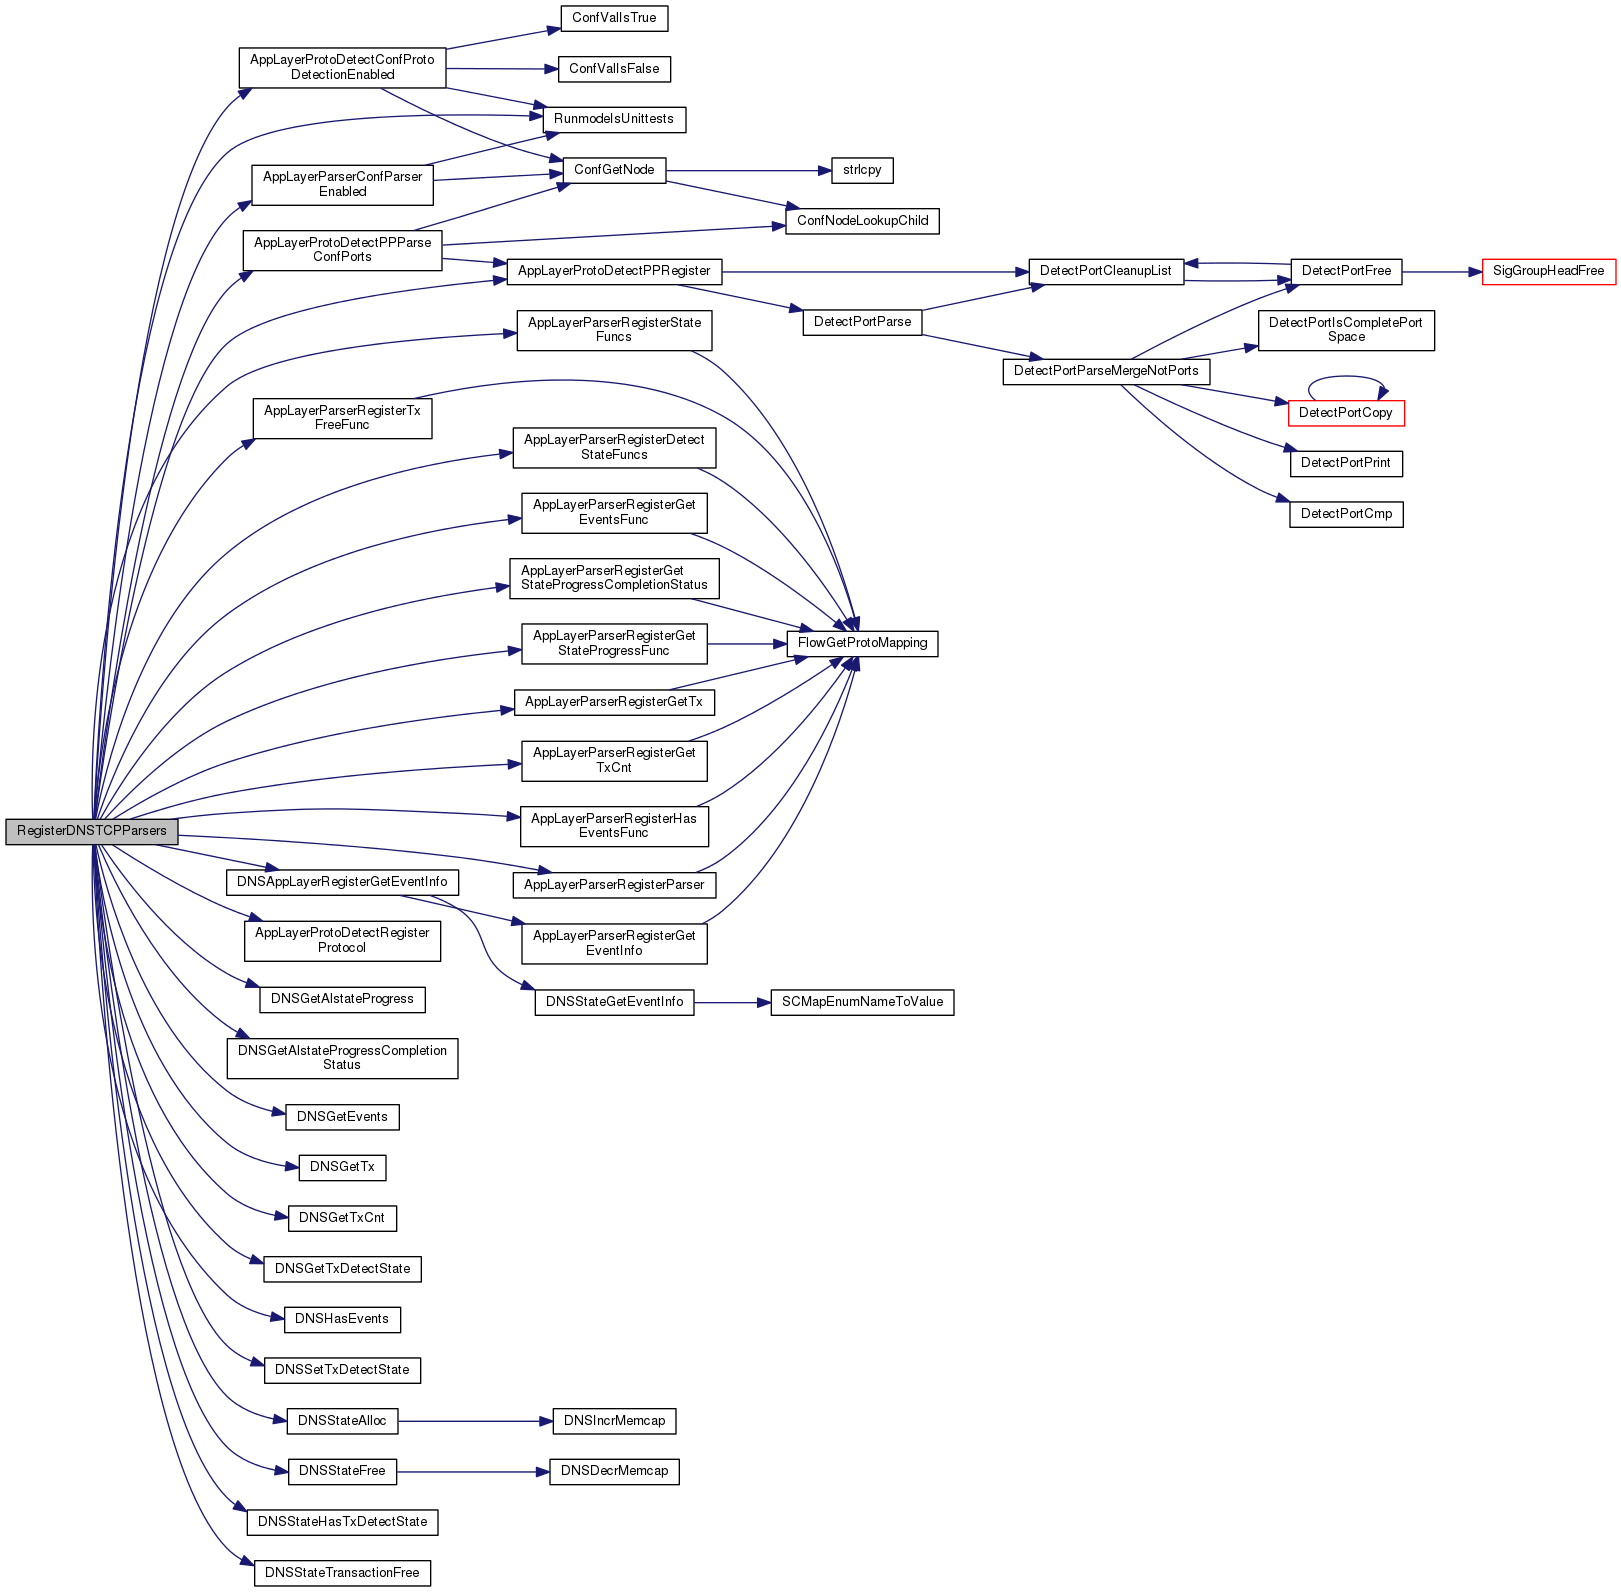 ConfValIsTrue
AppLayerProtoDetectConfProto
DetectionEnabled
ConfValIsFalse
RunmodeIsUnittests
ConfGetNode
strlcpy
AppLayerParserConfParser
Enabled
ConfNodeLookupChild
AppLayerProtoDetectPPParse
ConfPorts
AppLayerProtoDetectPPRegister
DetectPortCleanupList
DetectPortFree
SigGroupHeadFree
DetectPortParse
AppLayerParserRegisterState
Funcs
DetectPortIsCompletePort
Space
DetectPortParseMergeNotPorts
AppLayerParserRegisterTx
FreeFunc
DetectPortCopy
AppLayerParserRegisterDetect
StateFuncs
DetectPortPrint
AppLayerParserRegisterGet
EventsFunc
DetectPortCmp
AppLayerParserRegisterGet
StateProgressCompletionStatus
AppLayerParserRegisterGet
StateProgressFunc
FlowGetProtoMapping
AppLayerParserRegisterGetTx
AppLayerParserRegisterGet
TxCnt
AppLayerParserRegisterHas
EventsFunc
RegisterDNSTCPParsers
DNSAppLayerRegisterGetEventInfo
AppLayerParserRegisterParser
AppLayerProtoDetectRegister
Protocol
AppLayerParserRegisterGet
EventInfo
DNSGetAlstateProgress
DNSStateGetEventInfo
SCMapEnumNameToValue
DNSGetAlstateProgressCompletion
Status
DNSGetEvents
DNSGetTx
DNSGetTxCnt
DNSGetTxDetectState
DNSHasEvents
DNSSetTxDetectState
DNSStateAlloc
DNSIncrMemcap
DNSStateFree
DNSDecrMemcap
DNSStateHasTxDetectState
DNSStateTransactionFree